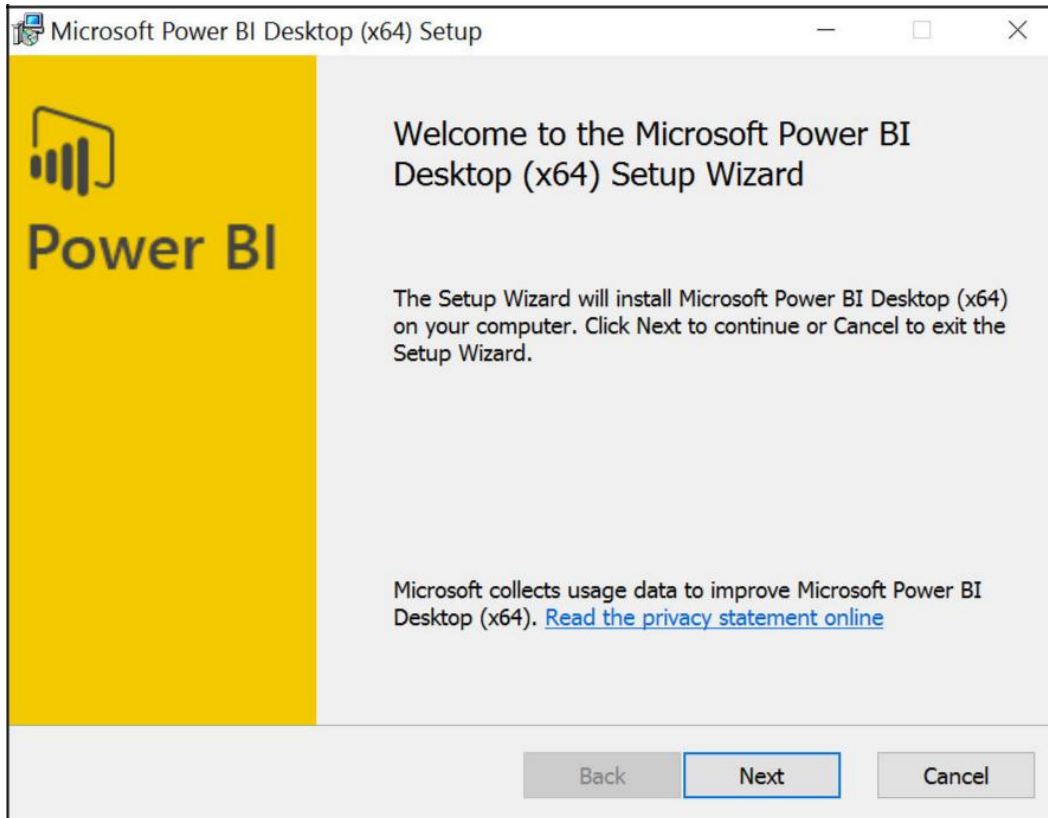 Microsoft Power BI Desktop (x64) Setup
Power BI
Welcome to the Microsoft Power BI
Desktop (x64) Setup Wizard
The Setup Wizard will install Microsoft Power BI Desktop (x64)
on your computer. Click Next to continue or Cancel to exit the
Setup Wizard.
Microsoft collects usage data to improve Microsoft Power BI
Desktop (x64). Read the privacy statement online
Back Next Cancel